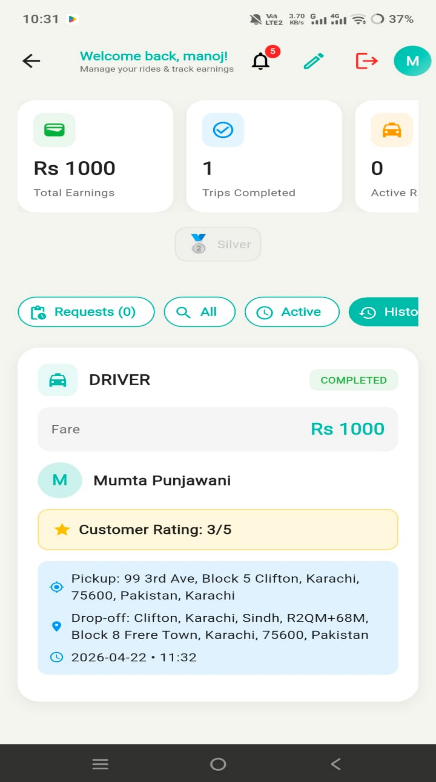 10:31
Vo))
LTE2
3.70
KB/s
G
4G
37%
Welcome back, manoj!
Manage your rides & track earnings
5
M
Rs 1000
Total Earnings
1
Trips Completed
0
Active R
2
Silver
Requests (0)
All
Active
Histo
DRIVER
COMPLETED
Fare
Rs 1000
M
Mumta Punjawani
Customer Rating: 3/5
Pickup: 99 3rd Ave, Block 5 Clifton, Karachi,
75600, Pakistan, Karachi
Drop-off: Clifton, Karachi, Sindh, R2QM+68M,
Block 8 Frere Town, Karachi, 75600, Pakistan
2026-04-22 • 11:32